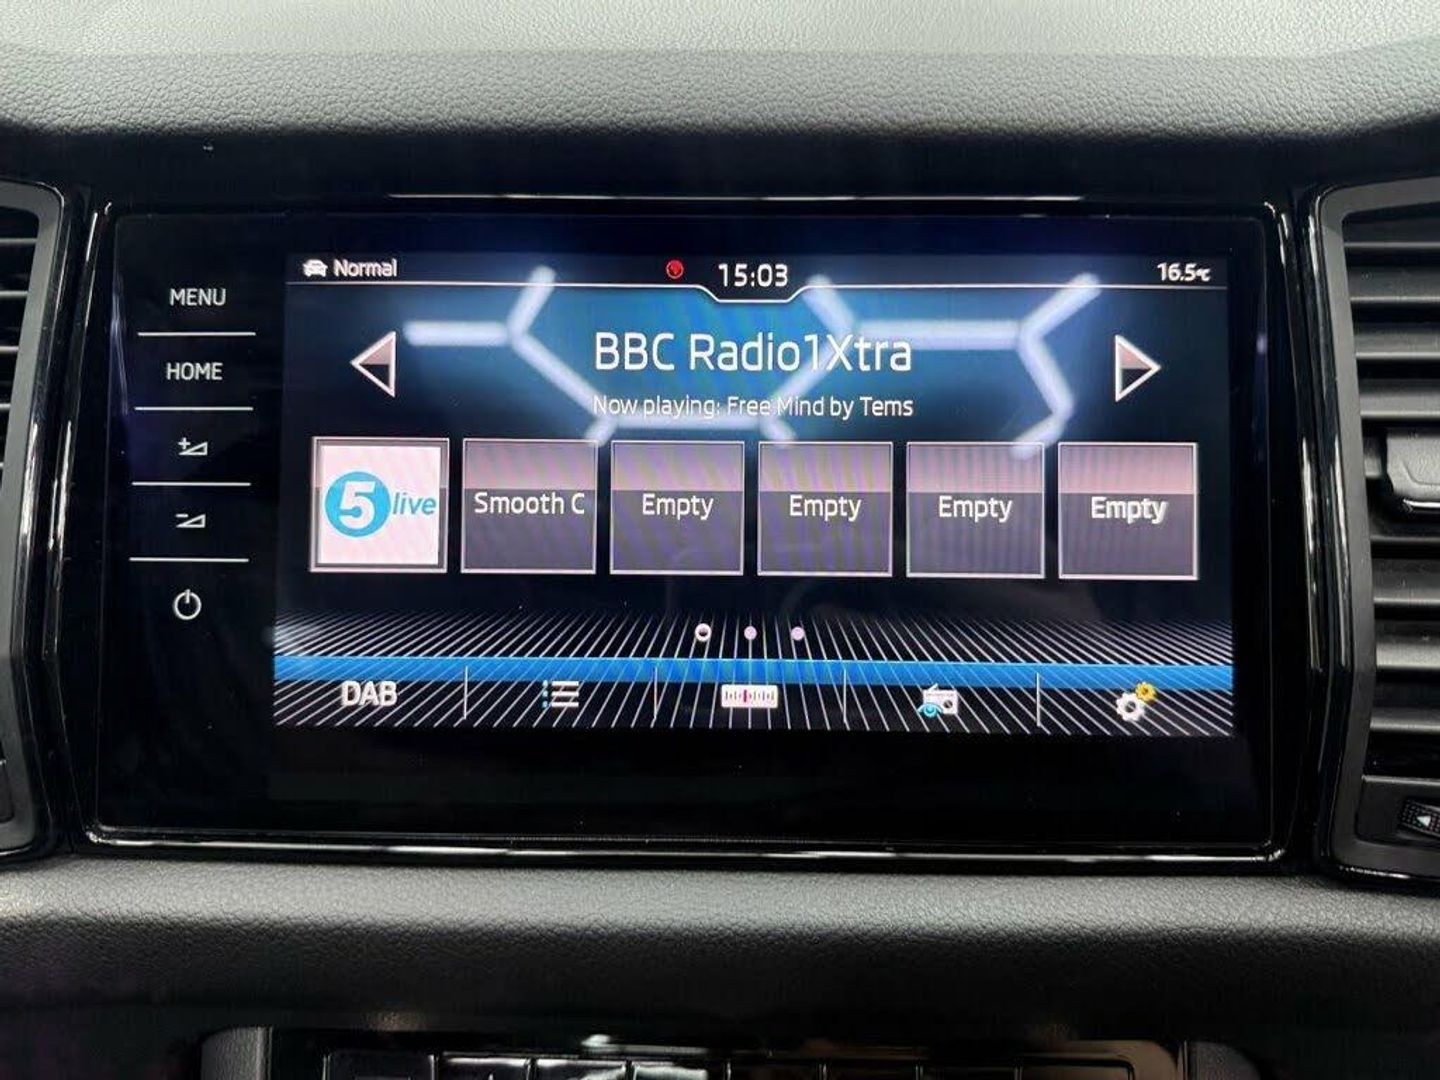 Normal
15:03
16.5°C
MENU
HOME
BBC Radio1Xtra
Now playing: Free Mind by Tems
5 live
Smooth C
Empty
Empty
Empty
Empty
DAB